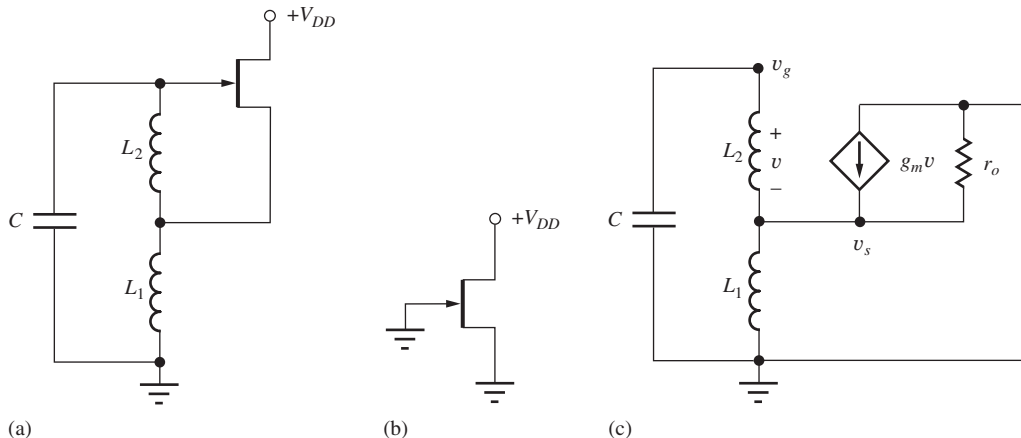 +V_DD
L_2
C
L_1
(a)
+V_DD
(b)
v_g
+
L_2
v
−
g_m v
r_o
C
v_s
L_1
(c)